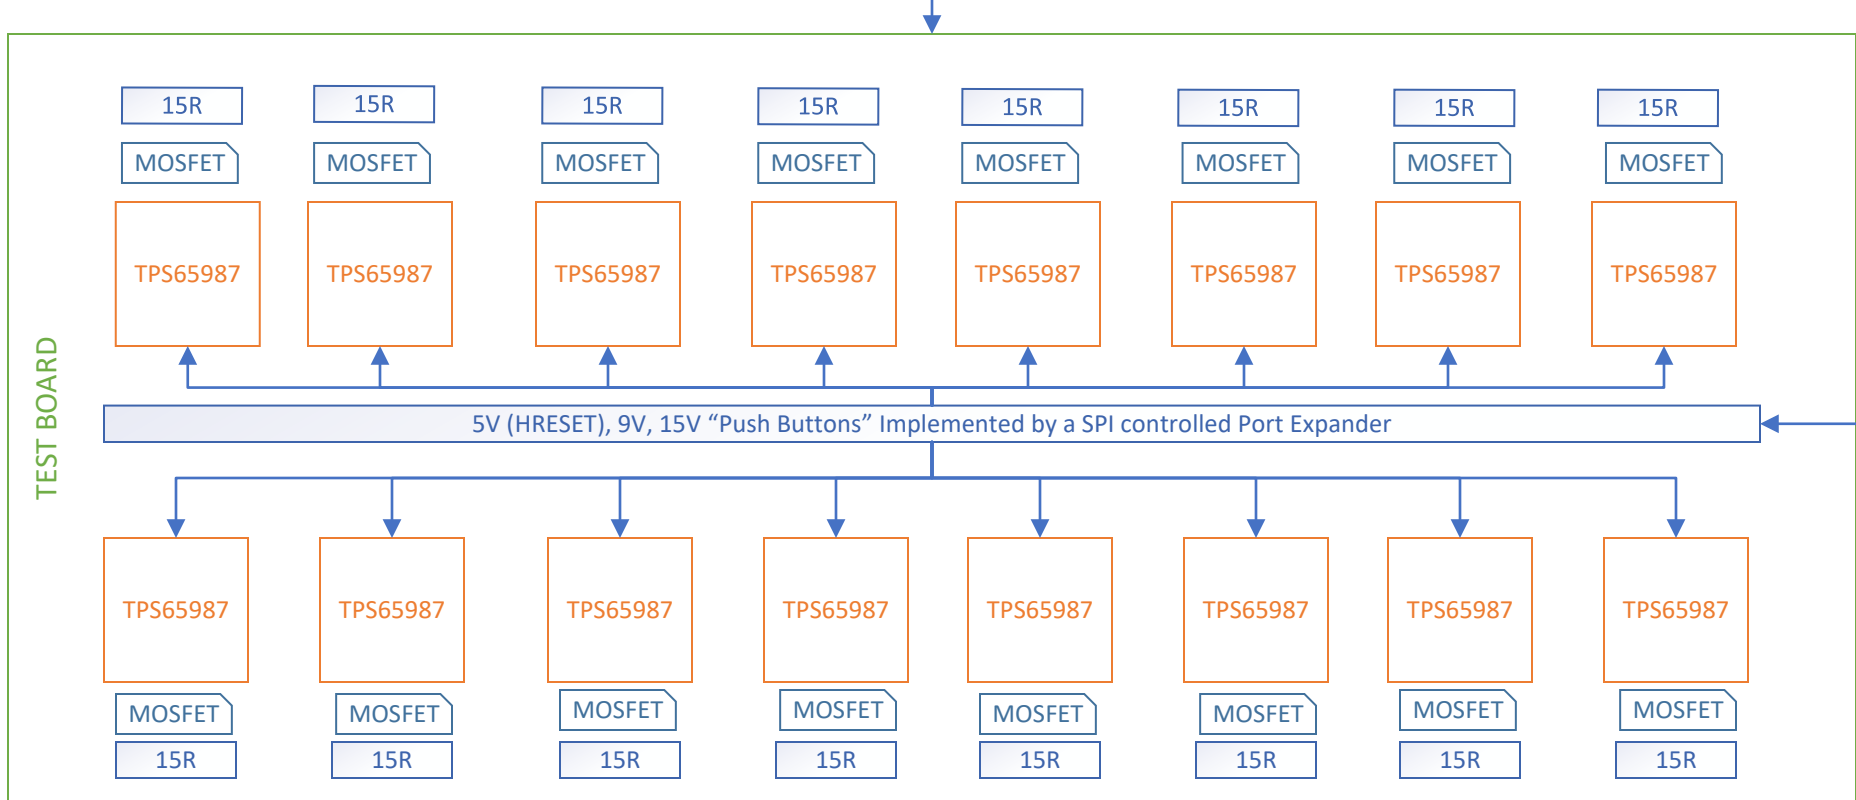 15R 15R 15R 15R 15R 15R 15R 15R
MOSFET MOSFET MOSFET MOSFET MOSFET MOSFET MOSFET MOSFET
TPS65987 TPS65987 TPS65987 TPS65987 TPS65987 TPS65987 TPS65987 TPS65987
TEST BOARD
5V (HRESET), 9V, 15V “Push Buttons” Implemented by a SPI controlled Port Expander
TPS65987 TPS65987 TPS65987 TPS65987 TPS65987 TPS65987 TPS65987 TPS65987
MOSFET MOSFET MOSFET MOSFET MOSFET MOSFET MOSFET MOSFET
15R 15R 15R 15R 15R 15R 15R 15R